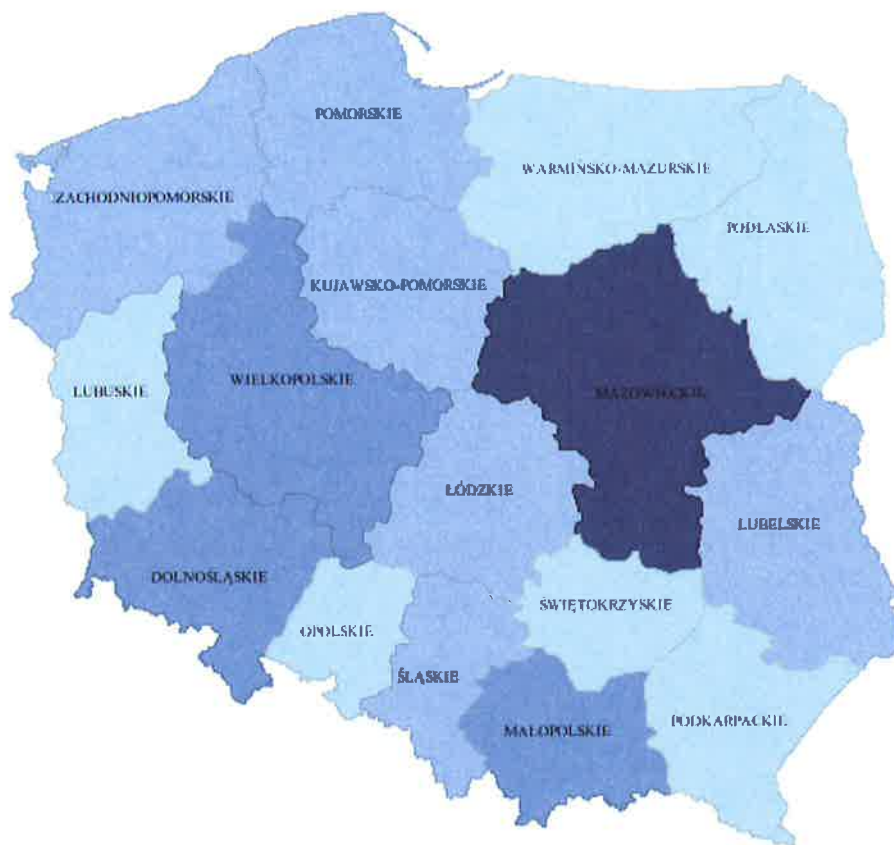 POMORSKIE
WARMIŃSKO-MAZURSKIE
ZACHODNIOPOMORSKIE
PODLASKIE
KUJAWSKO-POMORSKIE
LUBUSKIE
WIELKOPOLSKIE
MAZOWIECKIE
ŁÓDZKIE
LUBELSKIE
DOLNOŚLĄSKIE
ŚWIĘTOKRZYSKIE
OPOLSKIE
ŚLĄSKIE
PODKARPACKIE
MAŁOPOLSKIE